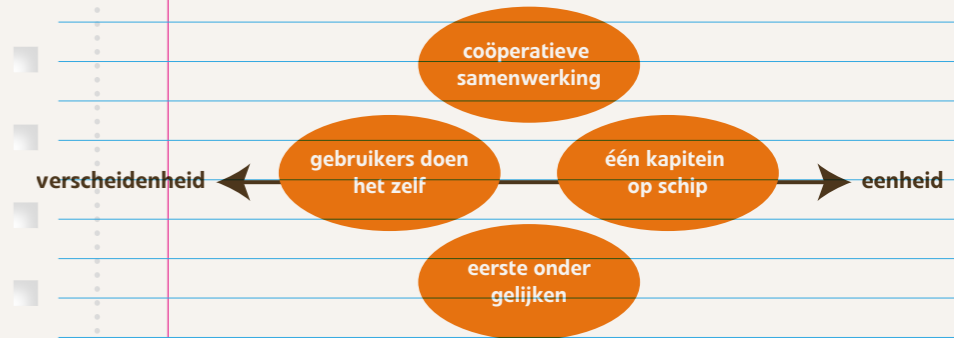 coöperatieve
samenwerking
verscheidenheid
gebruikers doen
het zelf
één kapitein
op schip
eenheid
eerste onder
gelijken